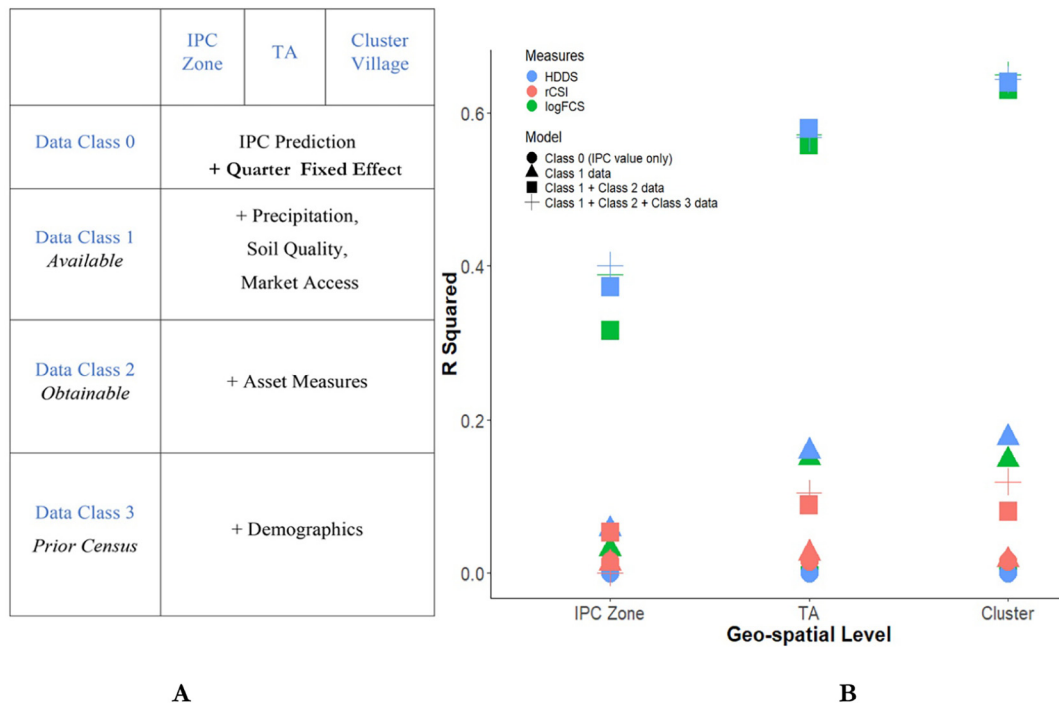 IPC
Zone
TA
Cluster
Village
Data Class 0
IPC Prediction
+ Quarter Fixed Effect
Data Class 1
Available
+ Precipitation,
Soil Quality,
Market Access
Data Class 2
Obtainable
+ Asset Measures
Data Class 3
Prior Census
+ Demographics
A
Measures
HDDS
rCSI
logFCS
Model
Class 0 (IPC value only)
Class 1 data
Class 1 + Class 2 data
Class 1 + Class 2 + Class 3 data
R Squared
0.6
0.4
0.2
0.0
IPC Zone
TA
Cluster
Geo-spatial Level
B